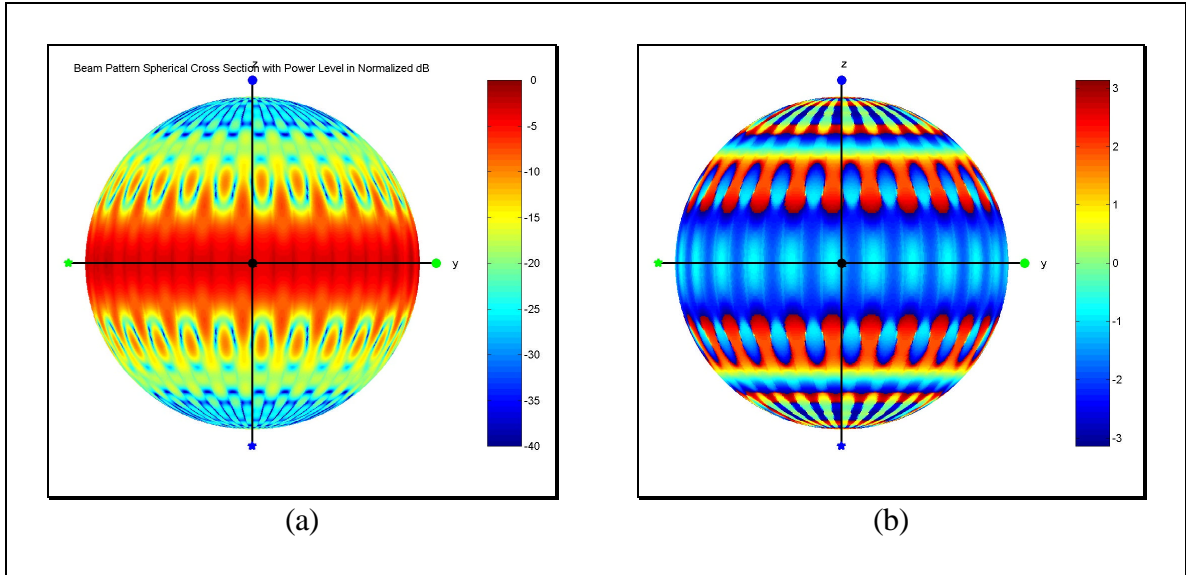 Beam Pattern Spherical Cross Section with Power Level in Normalized dB
z
y
0
-5
-10
-15
-20
-25
-30
-35
-40
(a)
z
y
3
2
1
0
-1
-2
-3
(b)